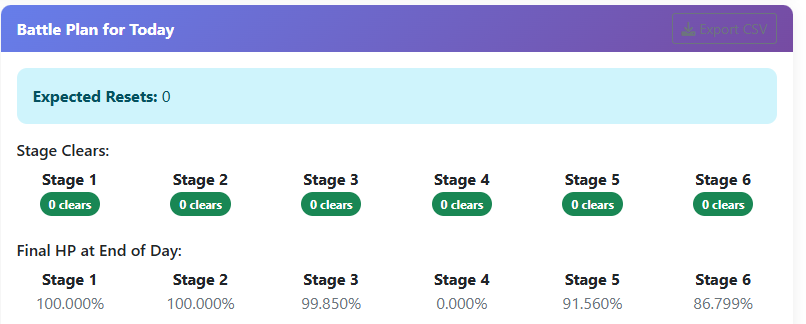 Battle Plan for Today Export CSV
Expected Resets: 0
Stage Clears:
Stage 1 Stage 2 Stage 3 Stage 4 Stage 5 Stage 6
0 clears 0 clears 0 clears 0 clears 0 clears 0 clears
Final HP at End of Day:
Stage 1 Stage 2 Stage 3 Stage 4 Stage 5 Stage 6
100.000% 100.000% 99.850% 0.000% 91.560% 86.799%